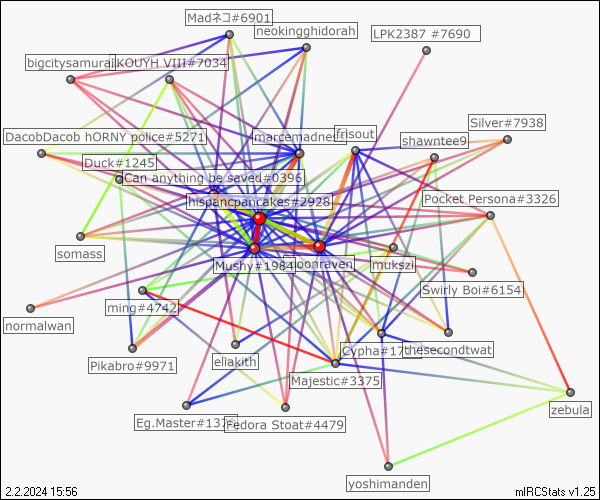 Madネコ#6901
neokingghidorah
LPK2387 #7690
bigcitysamurai
KOUYH VIII#7034
Silver#7938
DacobDacob hORNY police#5271
marcemadness
frisout
shawntee9
Duck#1245
Can anything be saved#0396
hispancpancakes#2928
Pocket Persona#3326
somass
Mushy#1984
moonraven
mukszi
Swirly Boi#6154
ming#4742
normalwan
Cypha#17
thesecondtwat
Pikabro#9971
eliakith
Majestic#3375
zebula
Eg.Master#137
Fedora Stoat#4479
yoshimanden
2.2.2024 15:56
mIRCStats v1.25